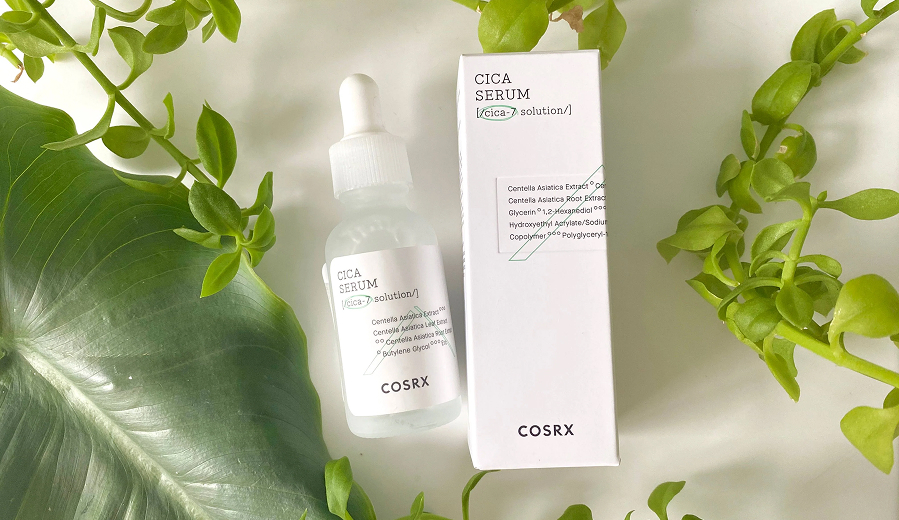 CICA
SERUM
[/cica-7 solution/]
Centella Asiatica Extract
Centella Asiatica Leaf Extract
°° Centella Asiatica Root
° Butylene Glycol °°°
COSRX
CICA
SERUM
[/cica-7 solution/]
Centella Asiatica Extract °
Centella Asiatica Root Extract
Glycerin ° 1,2-Hexanediol °°°
Hydroxyethyl Acrylate/Sodium
Copolymer °°° Polyglyceryl-1
COSRX